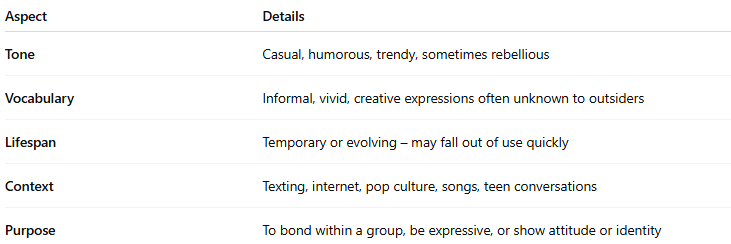 Aspect Details
Tone Casual, humorous, trendy, sometimes rebellious
Vocabulary Informal, vivid, creative expressions often unknown to outsiders
Lifespan Temporary or evolving – may fall out of use quickly
Context Texting, internet, pop culture, songs, teen conversations
Purpose To bond within a group, be expressive, or show attitude or identity